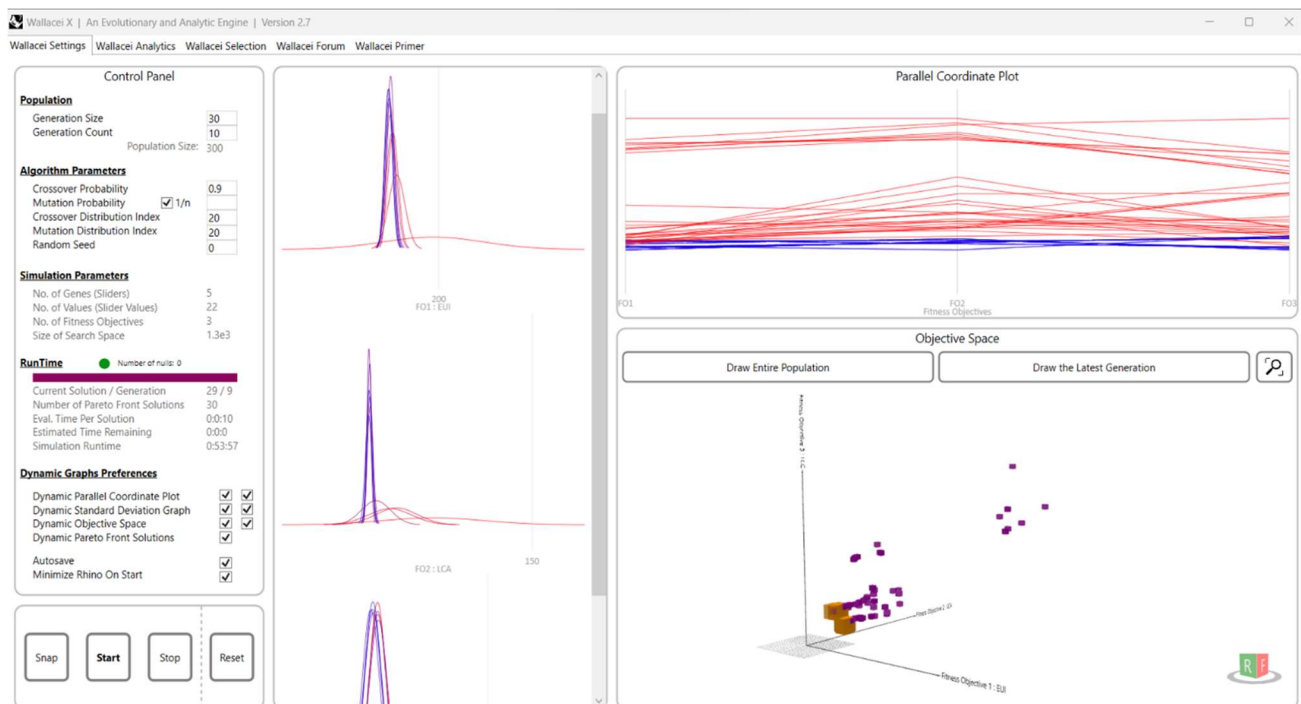 Wallacei X | An Evolutionary and Analytic Engine | Version 2.7
Wallacei Settings Wallacei Analytics Wallacei Selection Wallacei Forum Wallacei Primer
Control Panel
Population
Generation Size 30
Generation Count 10
Population Size: 300
Algorithm Parameters
Crossover Probability 0.9
Mutation Probability 1/n
Crossover Distribution Index 20
Mutation Distribution Index 20
Random Seed 0
Simulation Parameters
No. of Genes (Sliders) 5
No. of Values (Slider Values) 22
No. of Fitness Objectives 3
Size of Search Space 1.3e3
RunTime Number of nulls: 0
Current Solution / Generation 29 / 9
Number of Pareto Front Solutions 30
Eval. Time Per Solution 0:0:10
Estimated Time Remaining 0:0:0
Simulation Runtime 0:53:57
Dynamic Graphs Preferences
Dynamic Parallel Coordinate Plot
Dynamic Standard Deviation Graph
Dynamic Objective Space
Dynamic Pareto Front Solutions
Autosave
Minimize Rhino On Start
Snap
Start
Stop
Reset
200
FO1 : EUI
150
FO2 : LCA
Parallel Coordinate Plot
FO1
FO2
FO3
Fitness Objectives
Objective Space
Draw Entire Population
Draw the Latest Generation
Fitness Objective 1 : EUI
R F